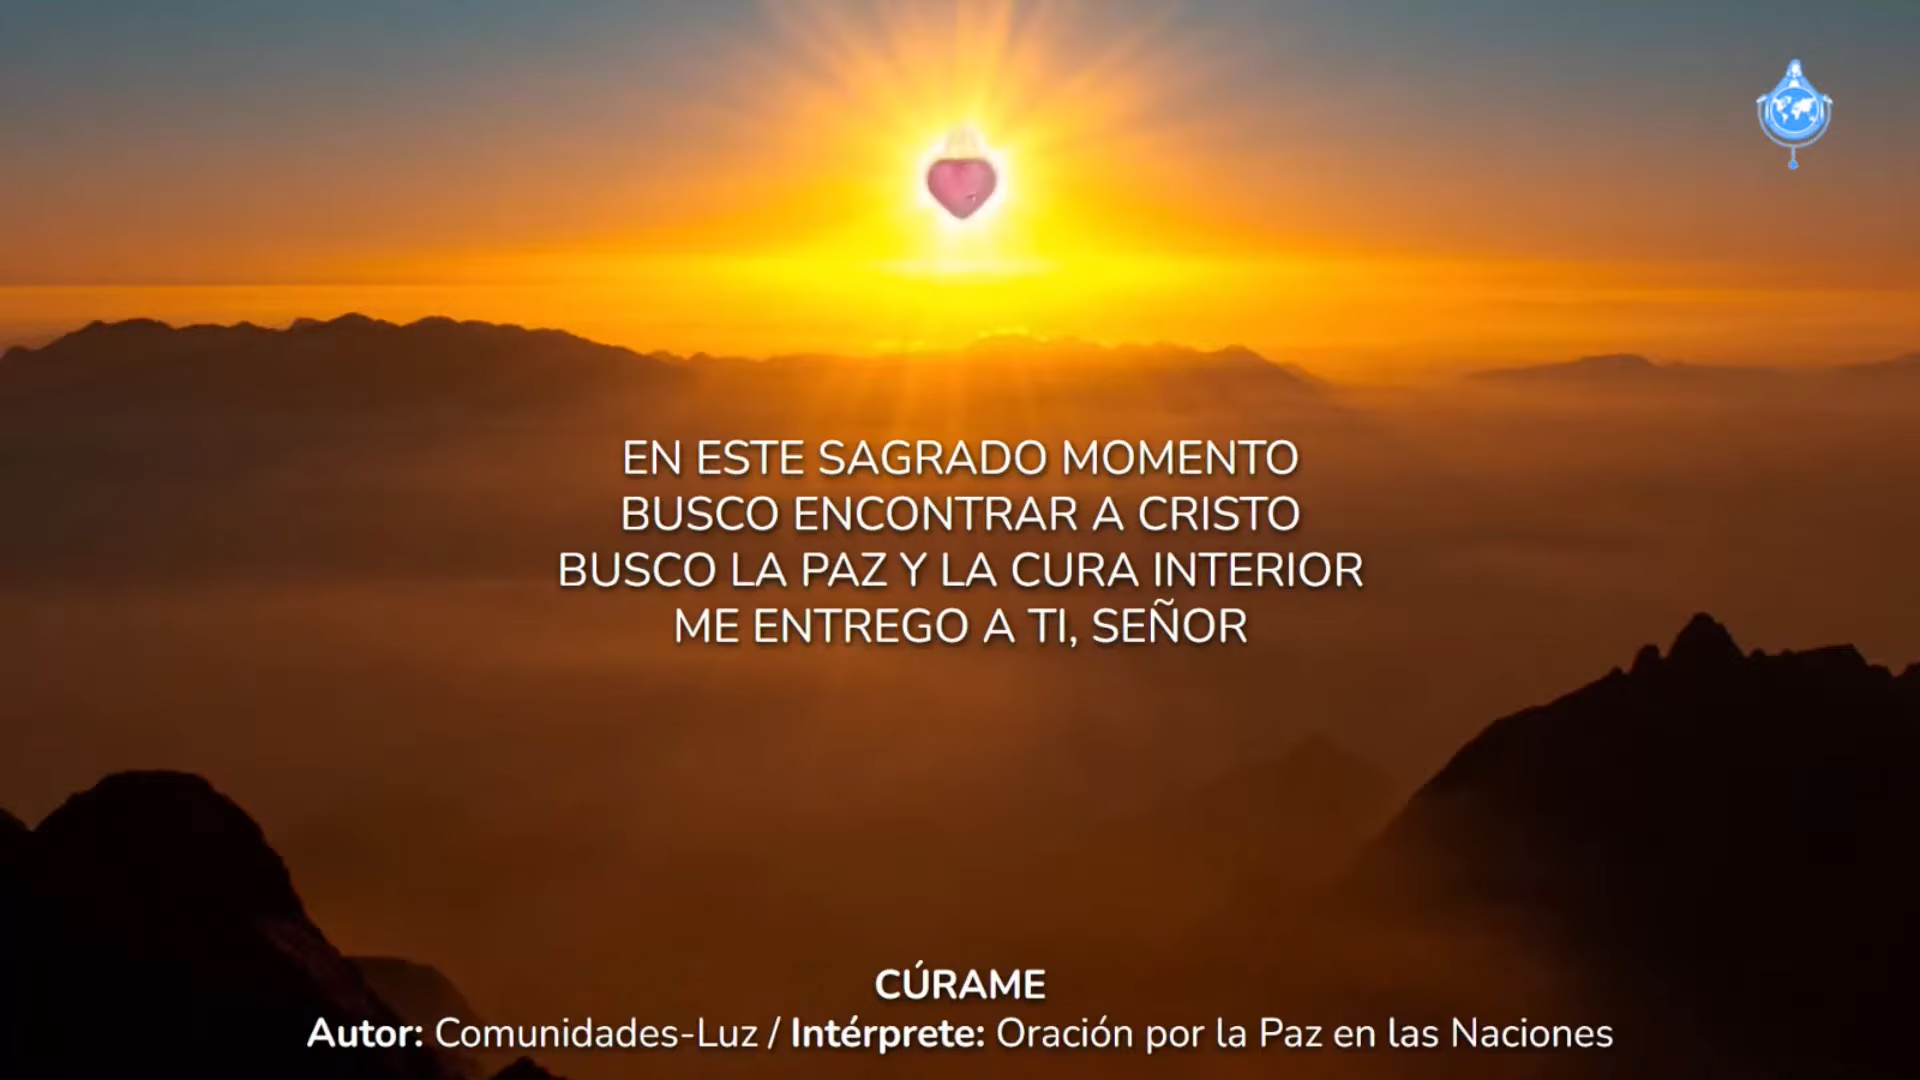 EN ESTE SAGRADO MOMENTO
BUSCO ENCONTRAR A CRISTO
BUSCO LA PAZ Y LA CURA INTERIOR
ME ENTREGO A TI, SEÑOR
CÚRAME
Autor: Comunidades-Luz / Intérprete: Oración por la Paz en las Naciones